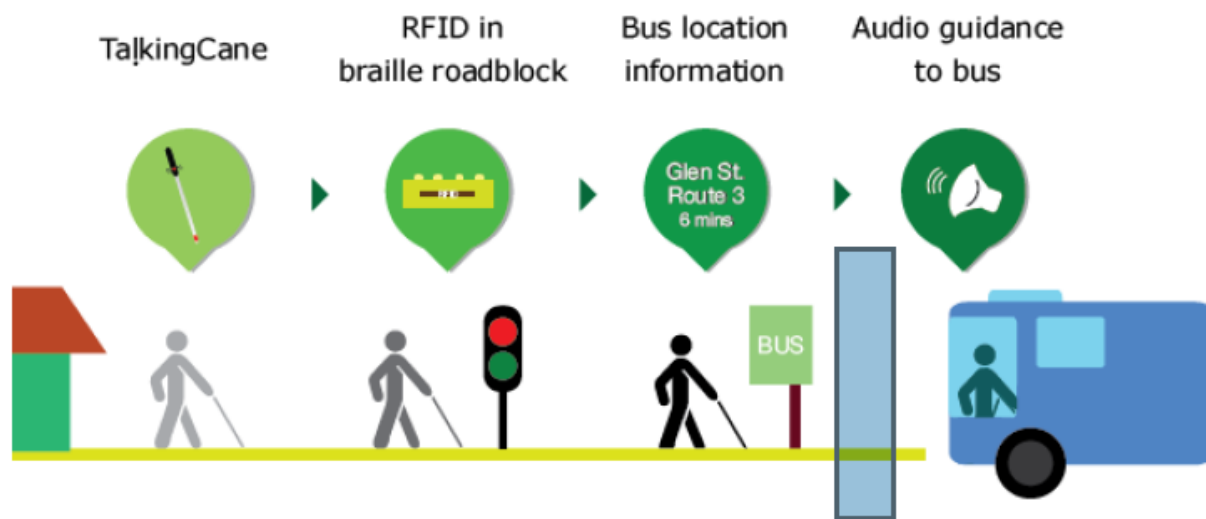 TalkingCane
RFID in
braille roadblock
Bus location
information
Audio guidance
to bus
Glen St.
Route 3
6 mins
BUS